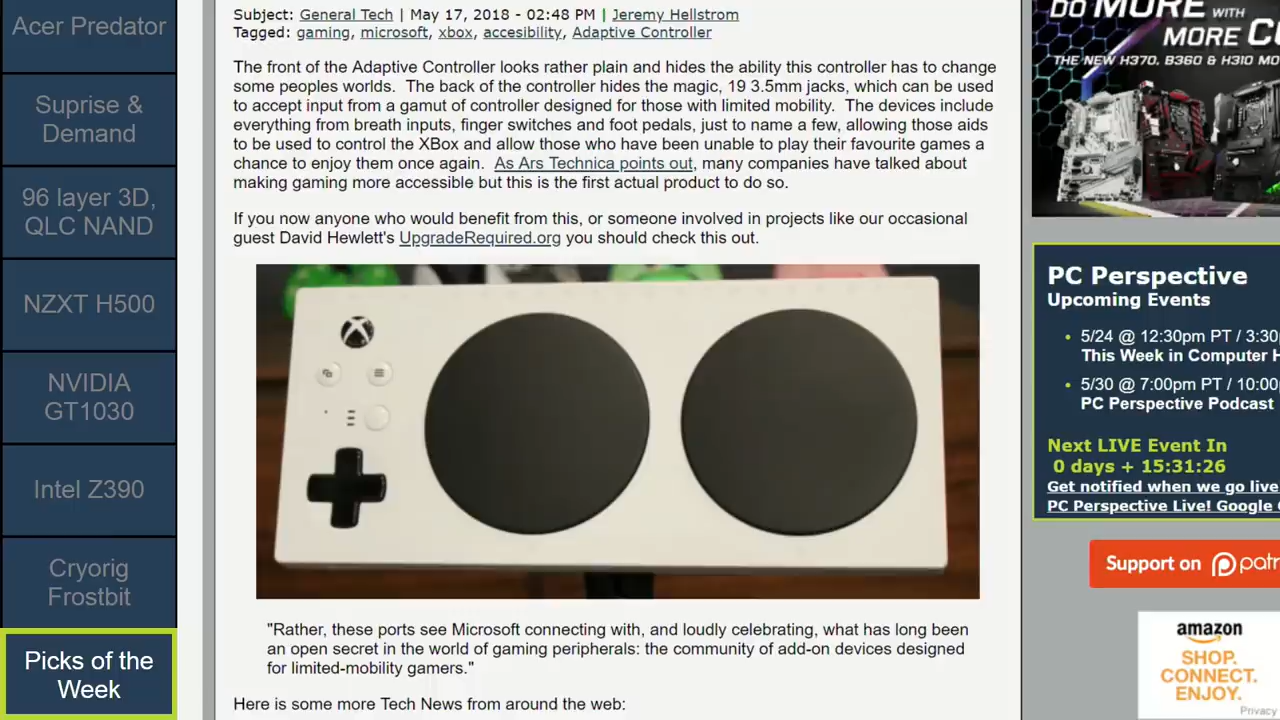 Acer Predator
Suprise &
Demand
96 layer 3D,
QLC NAND
NZXT H500
NVIDIA
GT1030
Intel Z390
Cryorig
Frostbit
Picks of the
Week
Subject: General Tech | May 17, 2018 - 02:48 PM | Jeremy Hellstrom
Tagged: gaming, microsoft, xbox, accesibility, Adaptive Controller
The front of the Adaptive Controller looks rather plain and hides the ability this controller has to change
some peoples worlds.  The back of the controller hides the magic, 19 3.5mm jacks, which can be used
to accept input from a gamut of controller designed for those with limited mobility.  The devices include
everything from breath inputs, finger switches and foot pedals, just to name a few, allowing those aids
to be used to control the XBox and allow those who have been unable to play their favourite games a
chance to enjoy them once again.  As Ars Technica points out, many companies have talked about
making gaming more accessible but this is the first actual product to do so.
If you now anyone who would benefit from this, or someone involved in projects like our occasional
guest David Hewlett's UpgradeRequired.org you should check this out.
"Rather, these ports see Microsoft connecting with, and loudly celebrating, what has long been
an open secret in the world of gaming peripherals: the community of add-on devices designed
for limited-mobility gamers."
Here is some more Tech News from around the web:
DO MORE WITH
MORE CO
THE NEW H370, B360 & H310 MO
PC Perspective
Upcoming Events
5/24 @ 12:30pm PT / 3:30
This Week in Computer H
5/30 @ 7:00pm PT / 10:00
PC Perspective Podcast
Next LIVE Event In
0 days + 15:31:26
Get notified when we go live
PC Perspective Live! Google
Support on patr
amazon
SHOP.
CONNECT.
ENJOY.
Privacy